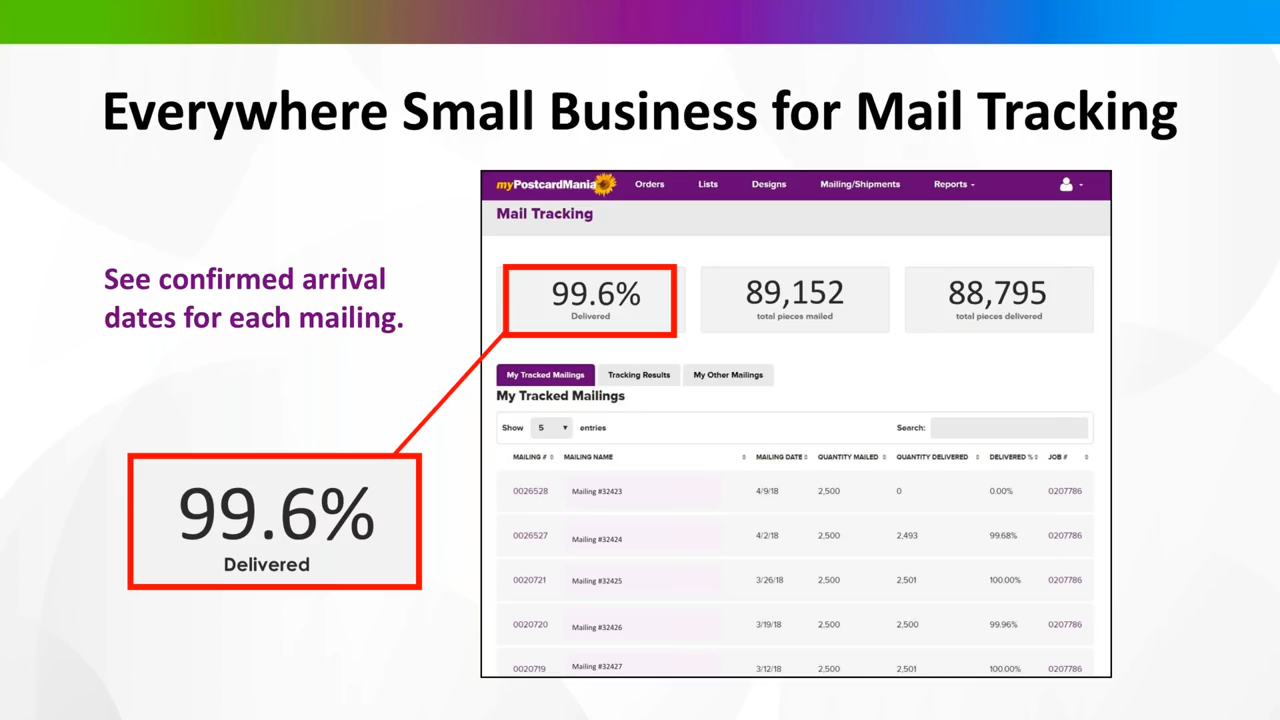 Everywhere Small Business for Mail Tracking
See confirmed arrival
dates for each mailing.
99.6%
Delivered
myPostcardMania Orders Lists Designs Mailing/Shipments Reports
Mail Tracking
99.6% 89,152 88,795
Delivered total pieces mailed total pieces delivered
My Tracked Mailings Tracking Results My Other Mailings
My Tracked Mailings
Show 5 entries Search:
MAILING # MAILING NAME MAILING DATE QUANTITY MAILED QUANTITY DELIVERED DELIVERED % JOB #
0026528 Mailing #32423 4/9/18 2,500 0 0.00% 0207786
0026527 Mailing #32424 4/2/18 2,500 2,493 99.68% 0207786
0020721 Mailing #32425 3/26/18 2,500 2,501 100.00% 0207786
0020720 Mailing #32426 3/19/18 2,500 2,500 99.96% 0207786
0020719 Mailing #32427 3/12/18 2,500 2,501 100.00% 0207786